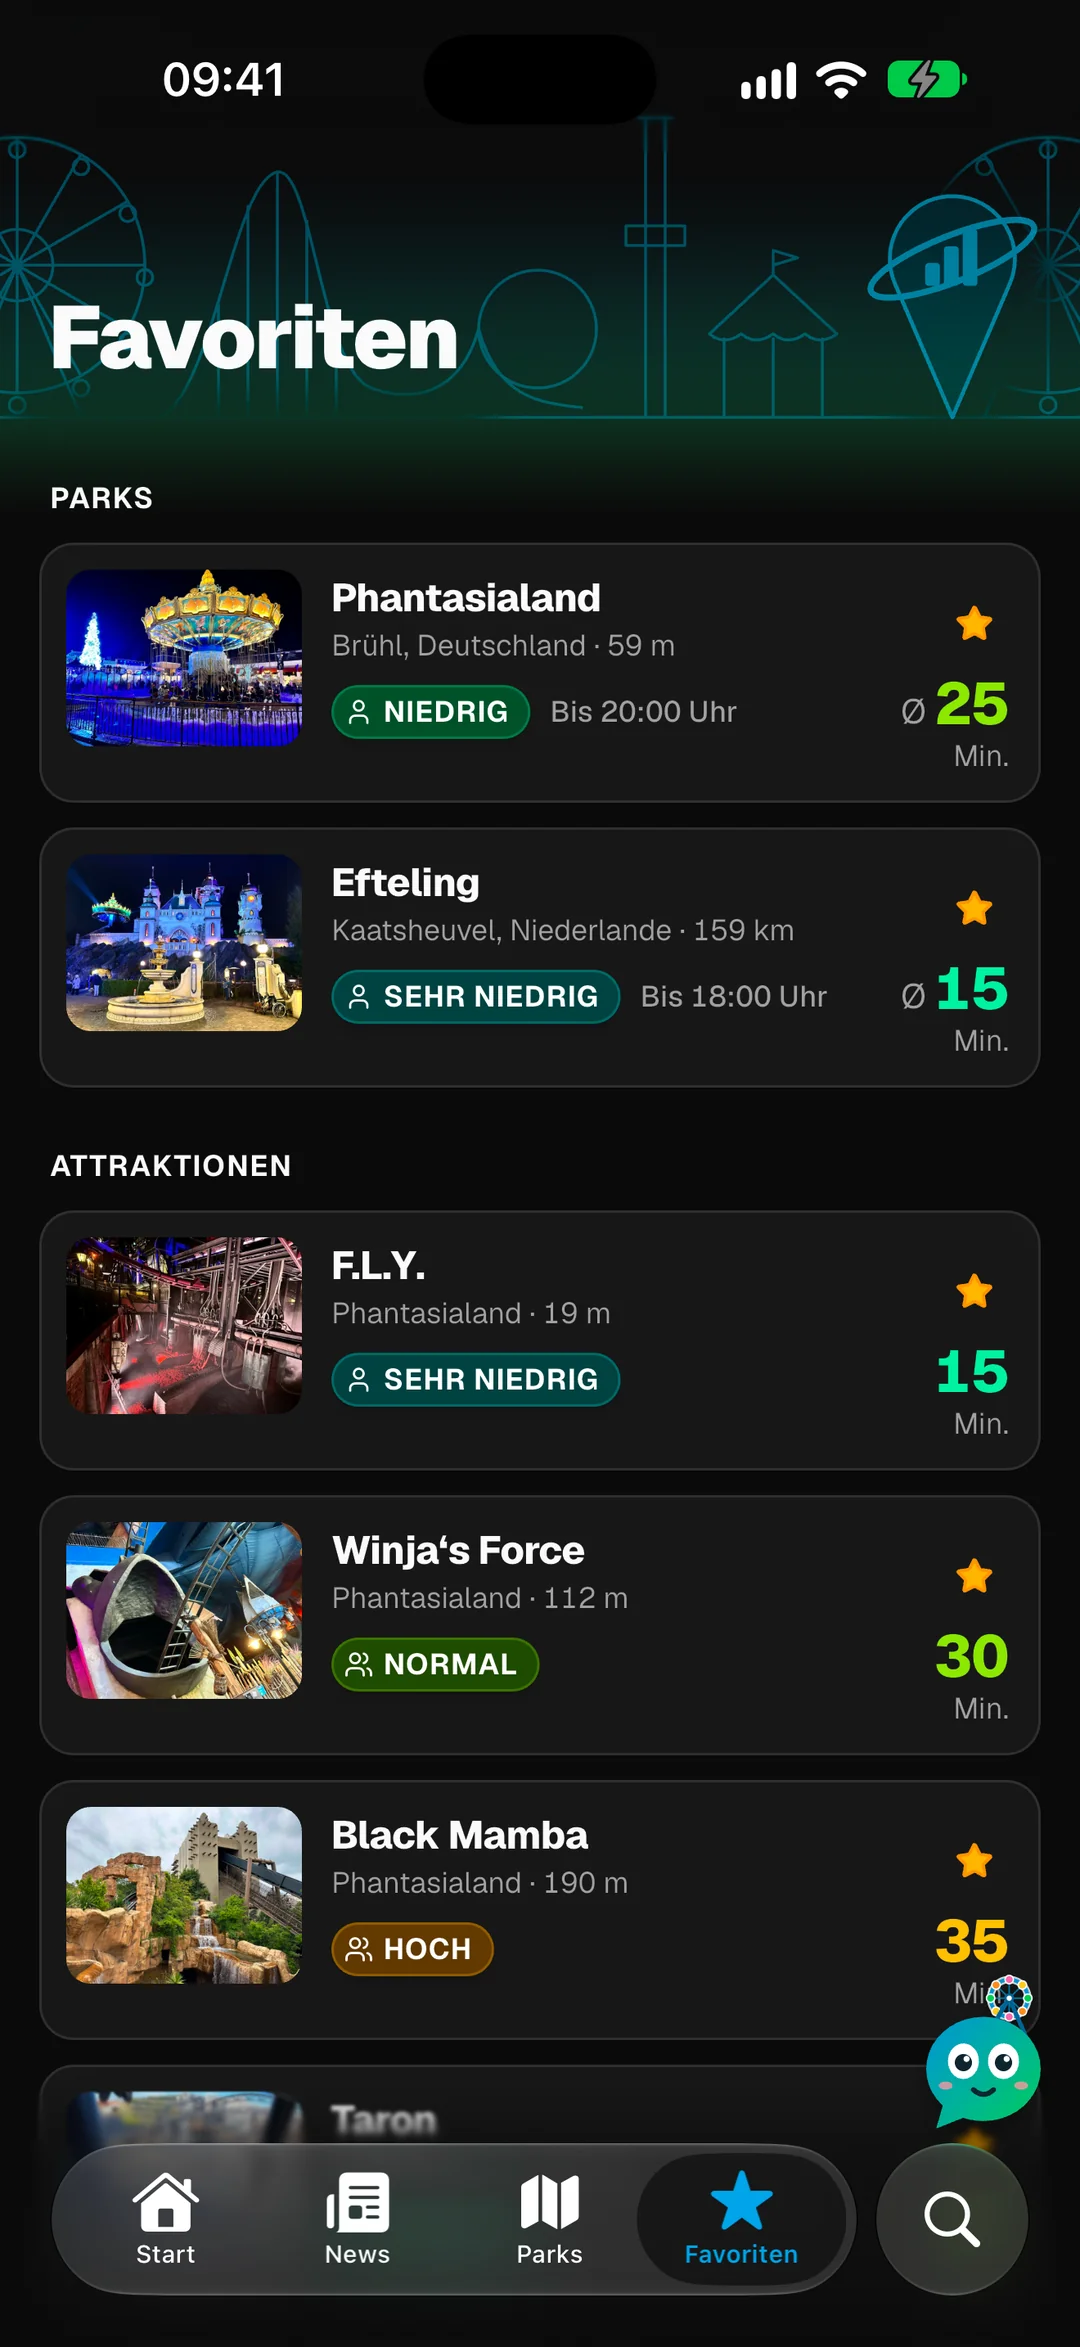 09:41
Favoriten
PARKS
Phantasialand
Brühl, Deutschland · 59 m
NIEDRIG
Bis 20:00 Uhr
Ø 25
Min.
Efteling
Kaatsheuvel, Niederlande · 159 km
SEHR NIEDRIG
Bis 18:00 Uhr
Ø 15
Min.
ATTRAKTIONEN
F.L.Y.
Phantasialand · 19 m
SEHR NIEDRIG
15
Min.
Winja‘s Force
Phantasialand · 112 m
NORMAL
30
Min.
Black Mamba
Phantasialand · 190 m
HOCH
35
Taron
Start
News
Parks
Favoriten